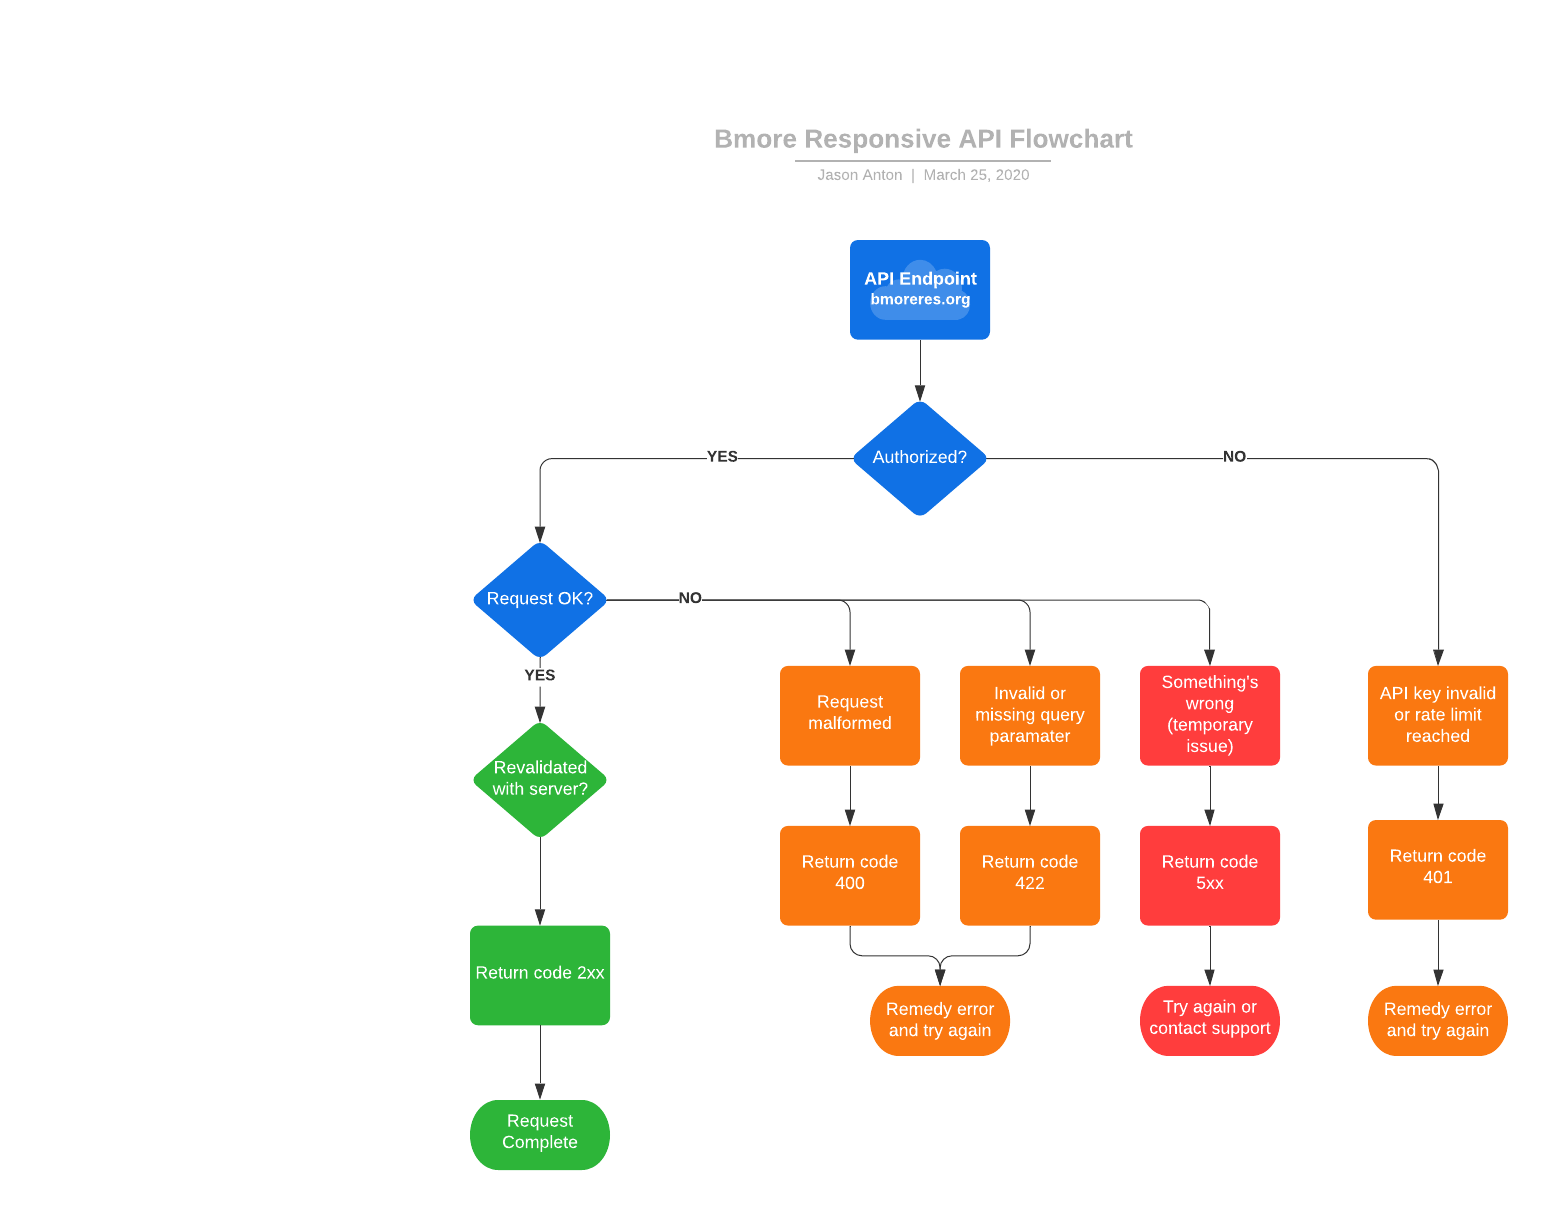 Bmore Responsive API Flowchart
Jason Anton | March 25, 2020
API Endpoint
bmoreres.org
Authorized?
YES
NO
Request OK?
NO
YES
Request
malformed
Invalid or
missing query
paramater
Something's
wrong
(temporary
issue)
API key invalid
or rate limit
reached
Revalidated
with server?
Return code
400
Return code
422
Return code
5xx
Return code
401
Return code 2xx
Remedy error
and try again
Try again or
contact support
Remedy error
and try again
Request
Complete